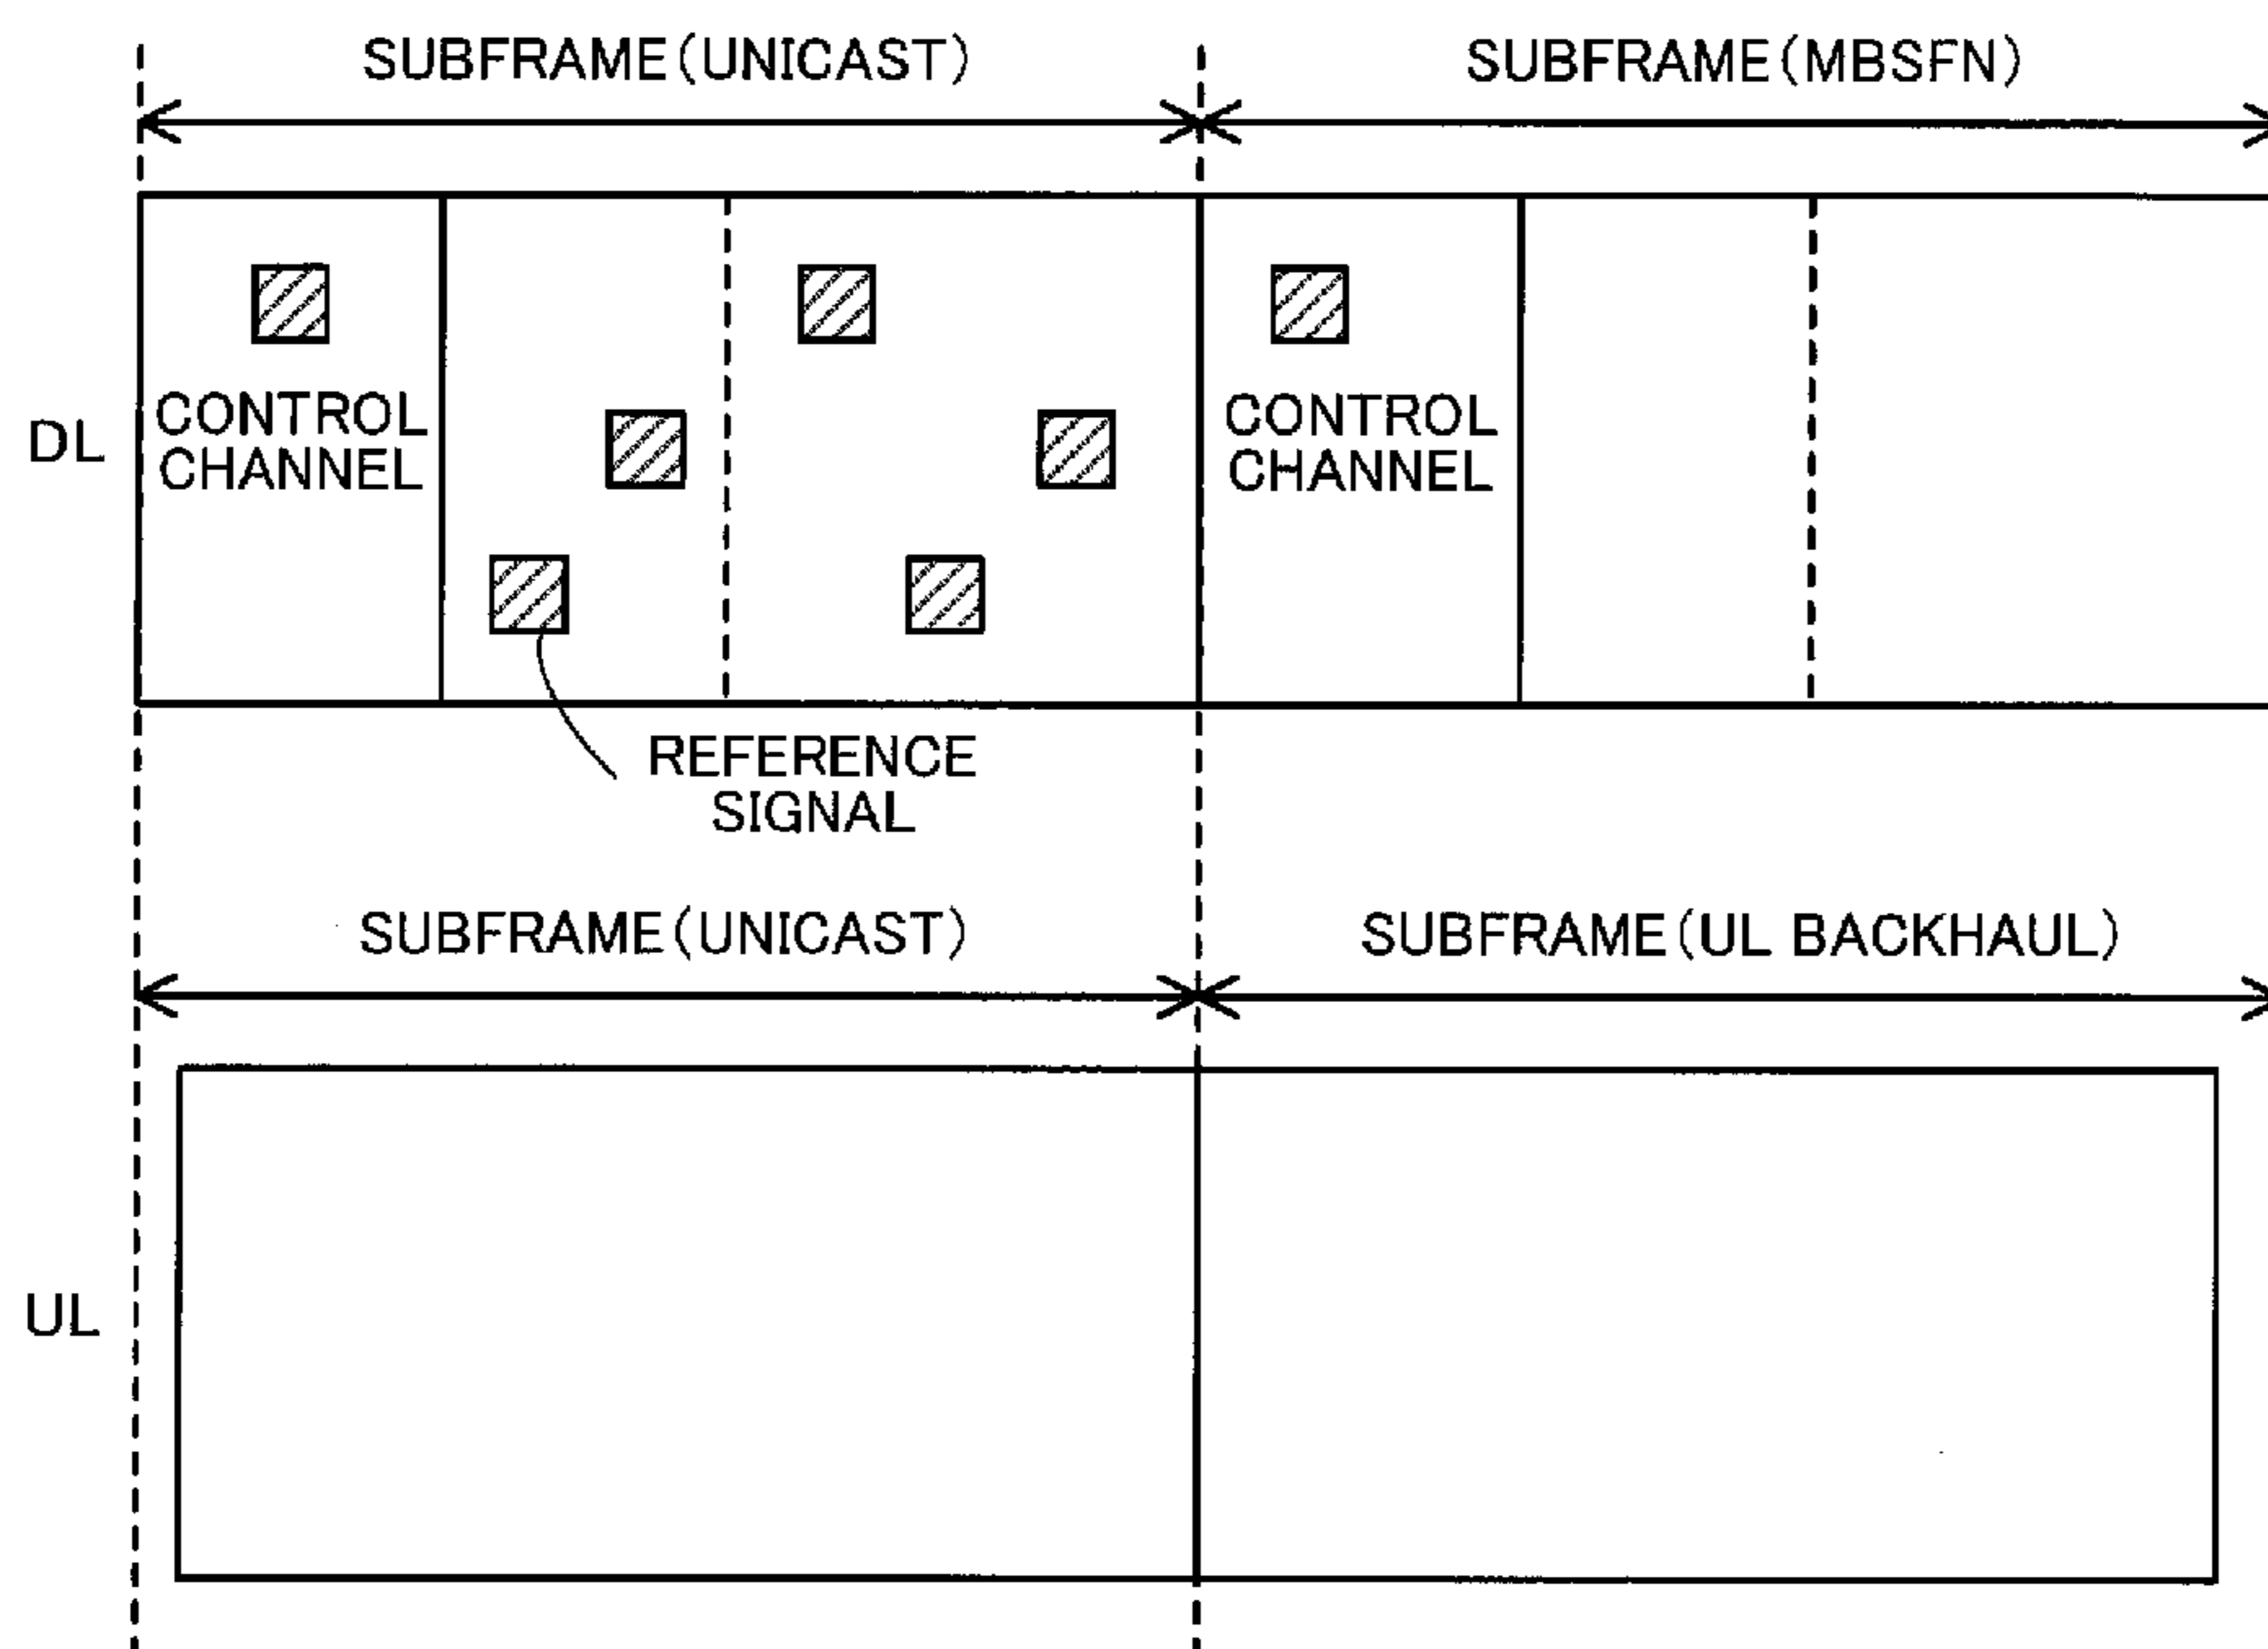 SUBFRAME(UNICAST)
SUBFRAME(MBSFN)
DL
CONTROL
CHANNEL
CONTROL
CHANNEL
REFERENCE
SIGNAL
SUBFRAME(UNICAST)
SUBFRAME(UL BACKHAUL)
UL